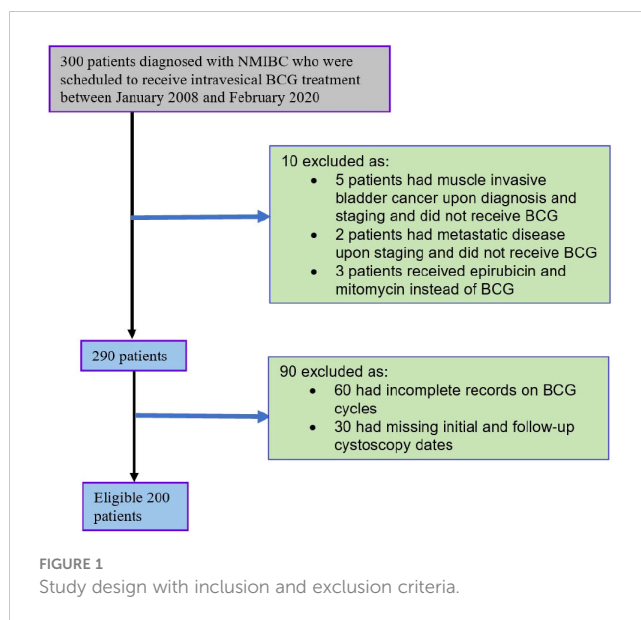 300 patients diagnosed with NMIBC who were
scheduled to receive intravesical BCG treatment
between January 2008 and February 2020
10 excluded as:
• 5 patients had muscle invasive
bladder cancer upon diagnosis and
staging and did not receive BCG
• 2 patients had metastatic disease
upon staging and did not receive BCG
• 3 patients received epirubicin and
mitomycin instead of BCG
290 patients
90 excluded as:
• 60 had incomplete records on BCG
cycles
• 30 had missing initial and follow-up
cystoscopy dates
Eligible 200
patients
FIGURE 1
Study design with inclusion and exclusion criteria.